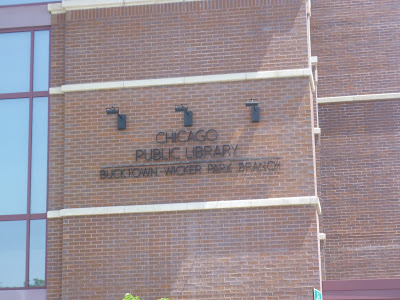 CHICAGO
PUBLIC LIBRARY
BUCKTOWN-WICKER PARK BRANCH